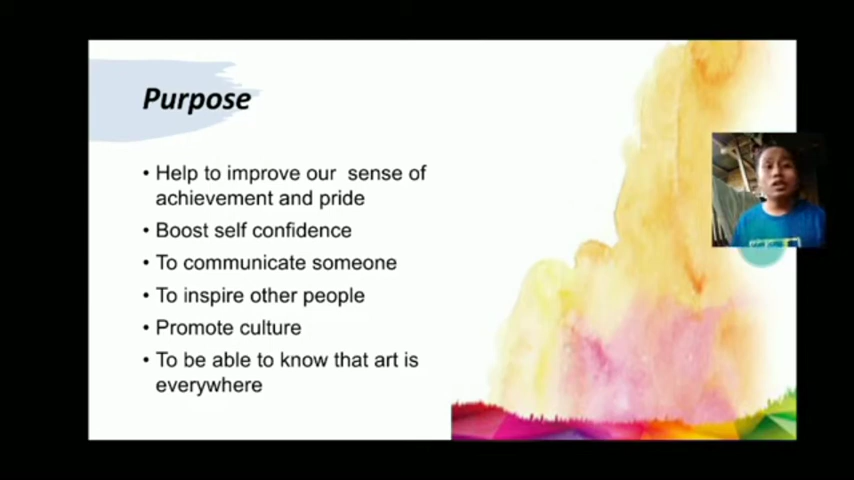 Purpose
• Help to improve our sense of
achievement and pride
• Boost self confidence
• To communicate someone
• To inspire other people
• Promote culture
• To be able to know that art is
everywhere